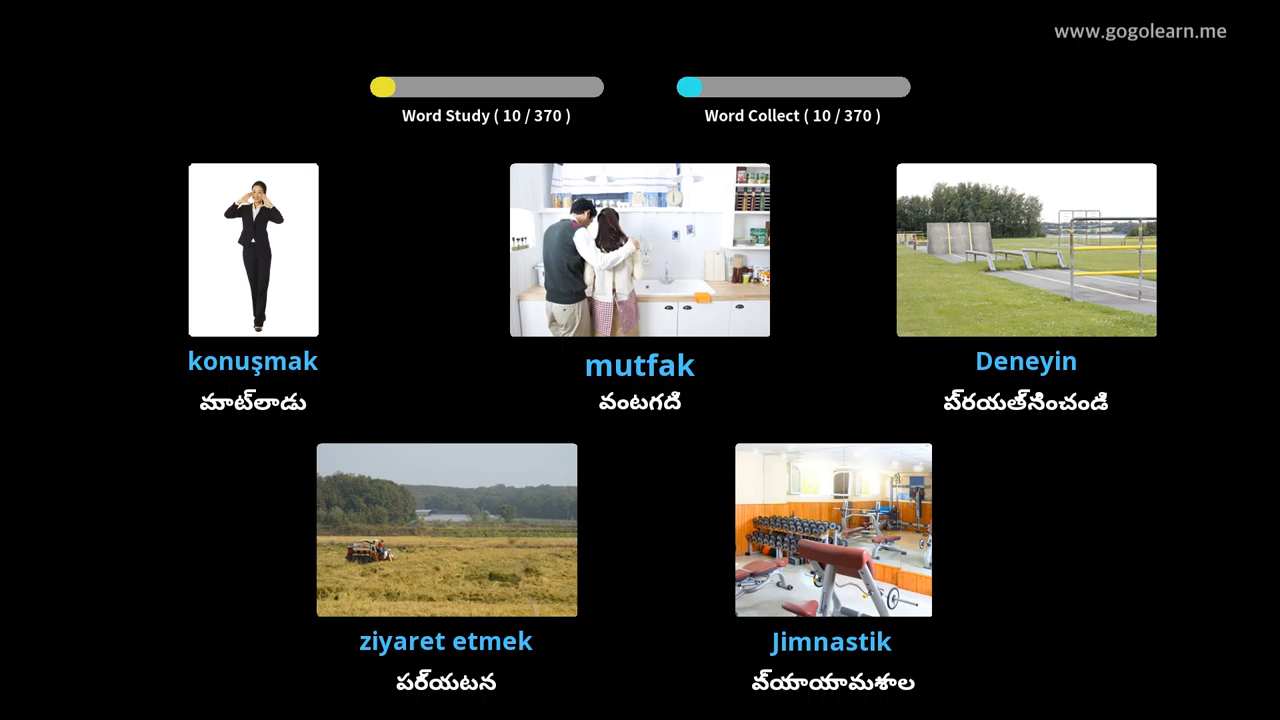 www.gogolearn.me
Word Study ( 10 / 370 )
Word Collect ( 10 / 370 )
konuşmak
మాట్‌లాడు
mutfak
వంటగది
Deneyin
ప్‌రయత్‌నించండి
ziyaret etmek
పర్‌యటన
Jimnastik
వ్‌యాయామశాల